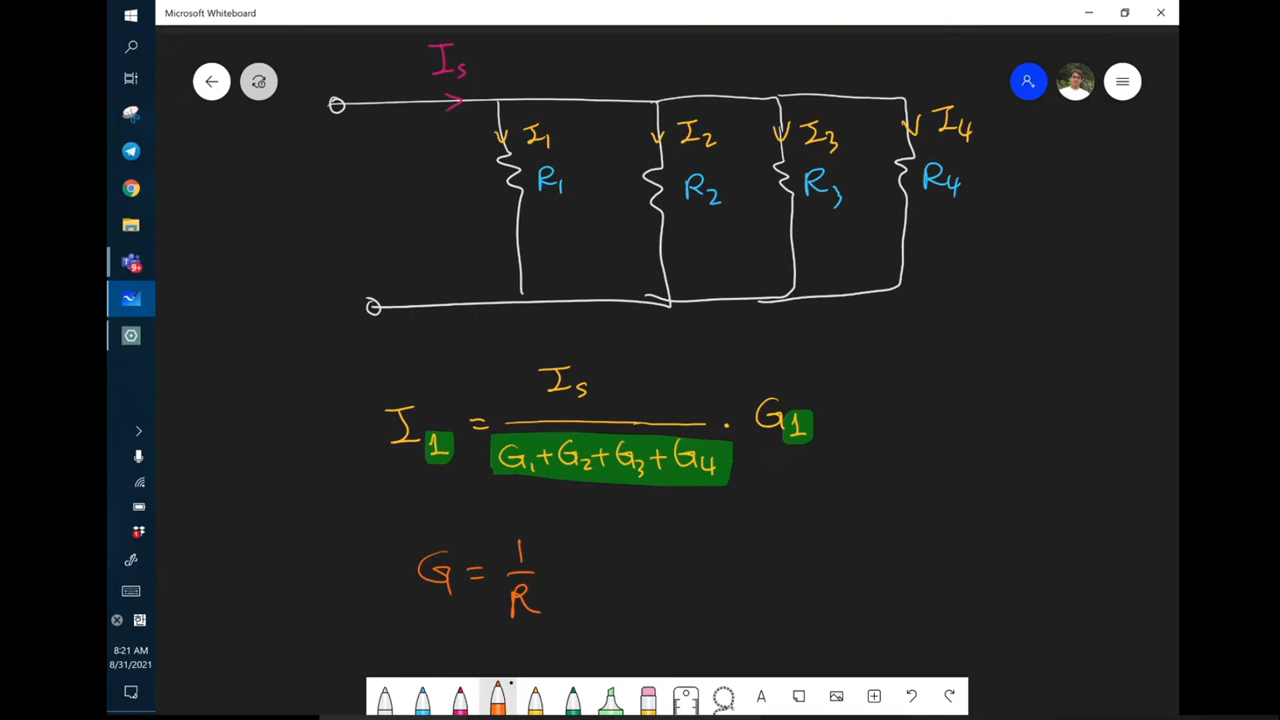 Microsoft Whiteboard
Is
I1 I2 I3 I4
R1 R2 R3 R4
Is
I1 = ──────── . G1
G1+G2+G3+G4
1
G = ─
R
9+
8:21 AM
8/31/2021
A